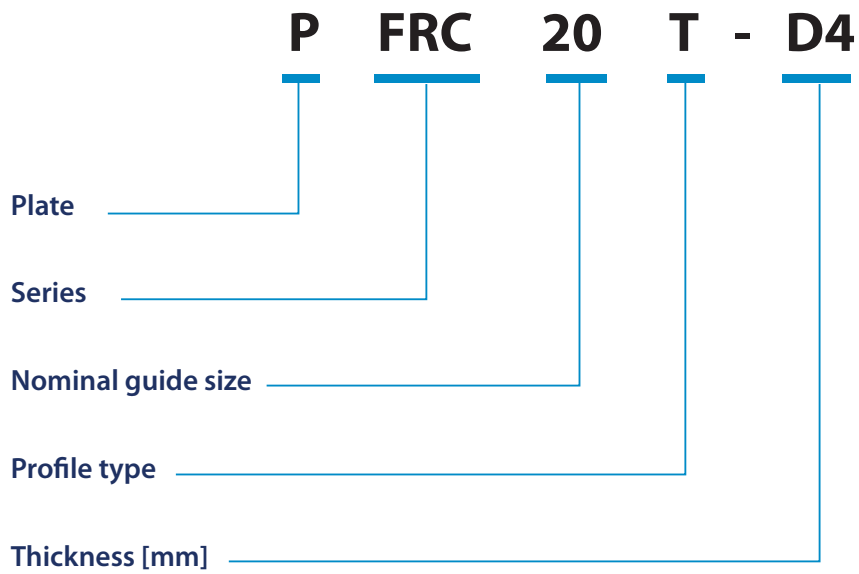 P FRC 20 T - D4
Plate
Series
Nominal guide size
Profile type
Thickness [mm]